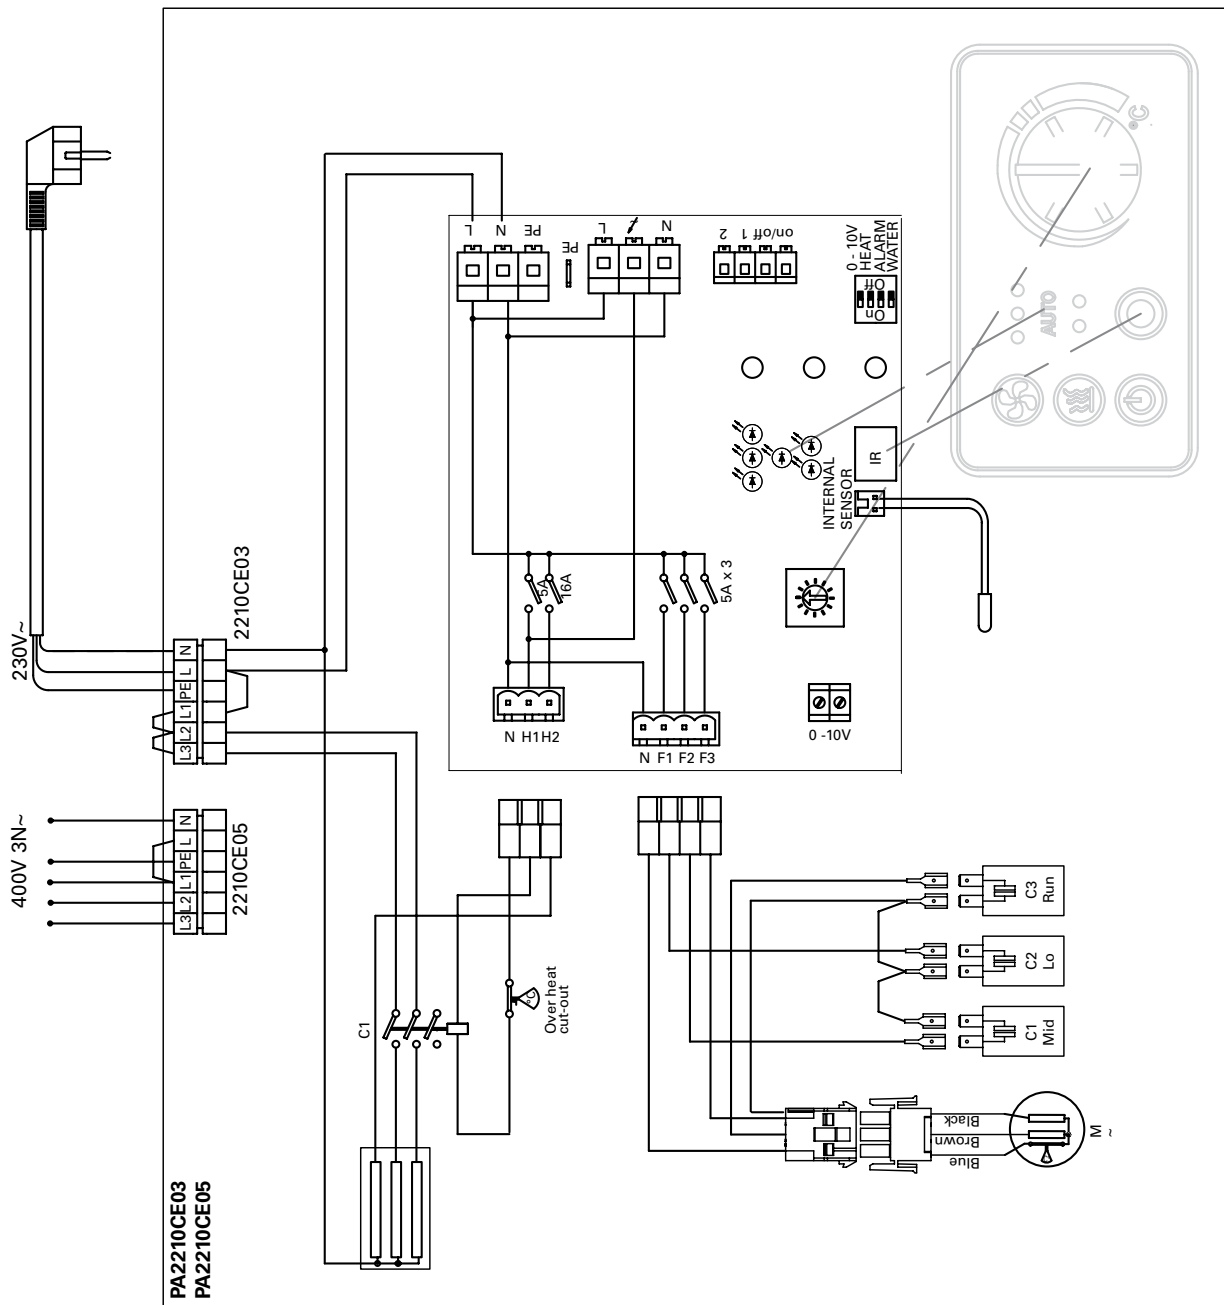 PA2210CE03
PA2210CE05
230V~
N
L
PE
L1
L2
L3
2210CE03
400V 3N~
N
L
PE
L1
L2
L3
2210CE05
L
N
PE
PE
L
N
2
1
on/off
0 - 10V
HEAT
ALARM
WATER
Off
On
°C
AUTO
IR
INTERNAL
SENSOR
5A
16A
5A x 3
N H1 H2
N F1 F2 F3
0 -10V
C1
°C
Over heat
cut-out
C3
Run
C2
Lo
C1
Mid
Black
Brown
Blue
M
~